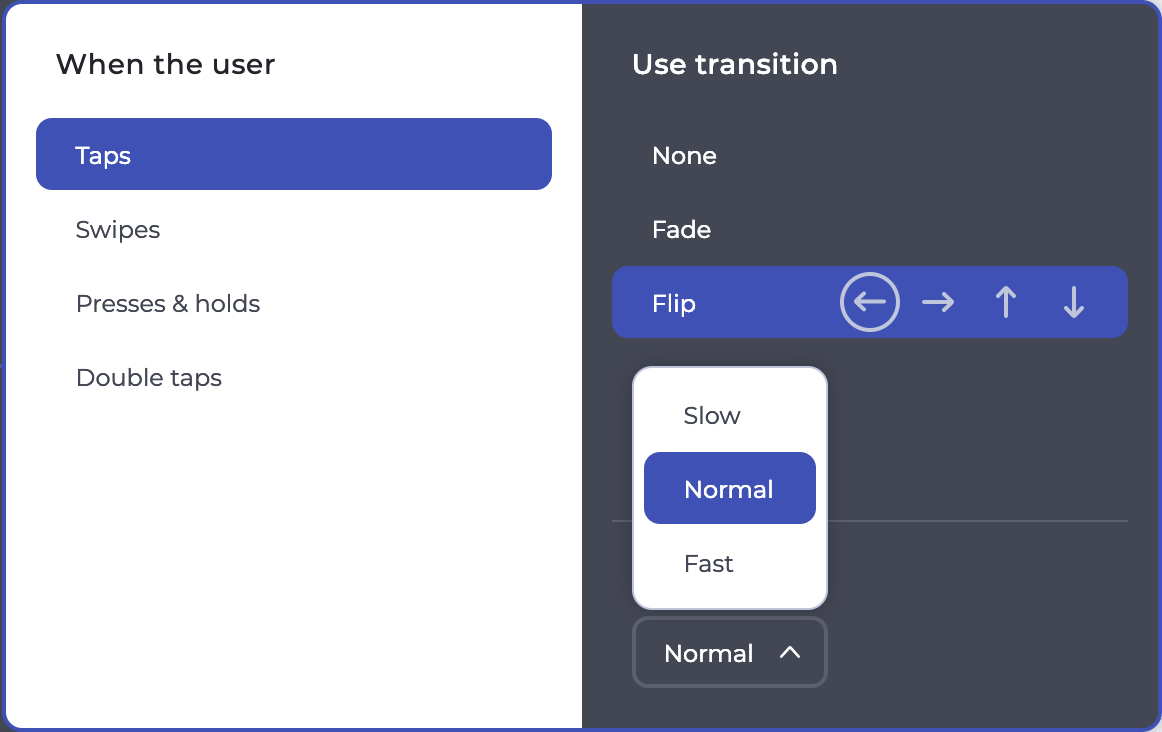 When the user
Taps
Swipes
Presses & holds
Double taps
Use transition
None
Fade
Flip
Slow
Normal
Fast
Normal